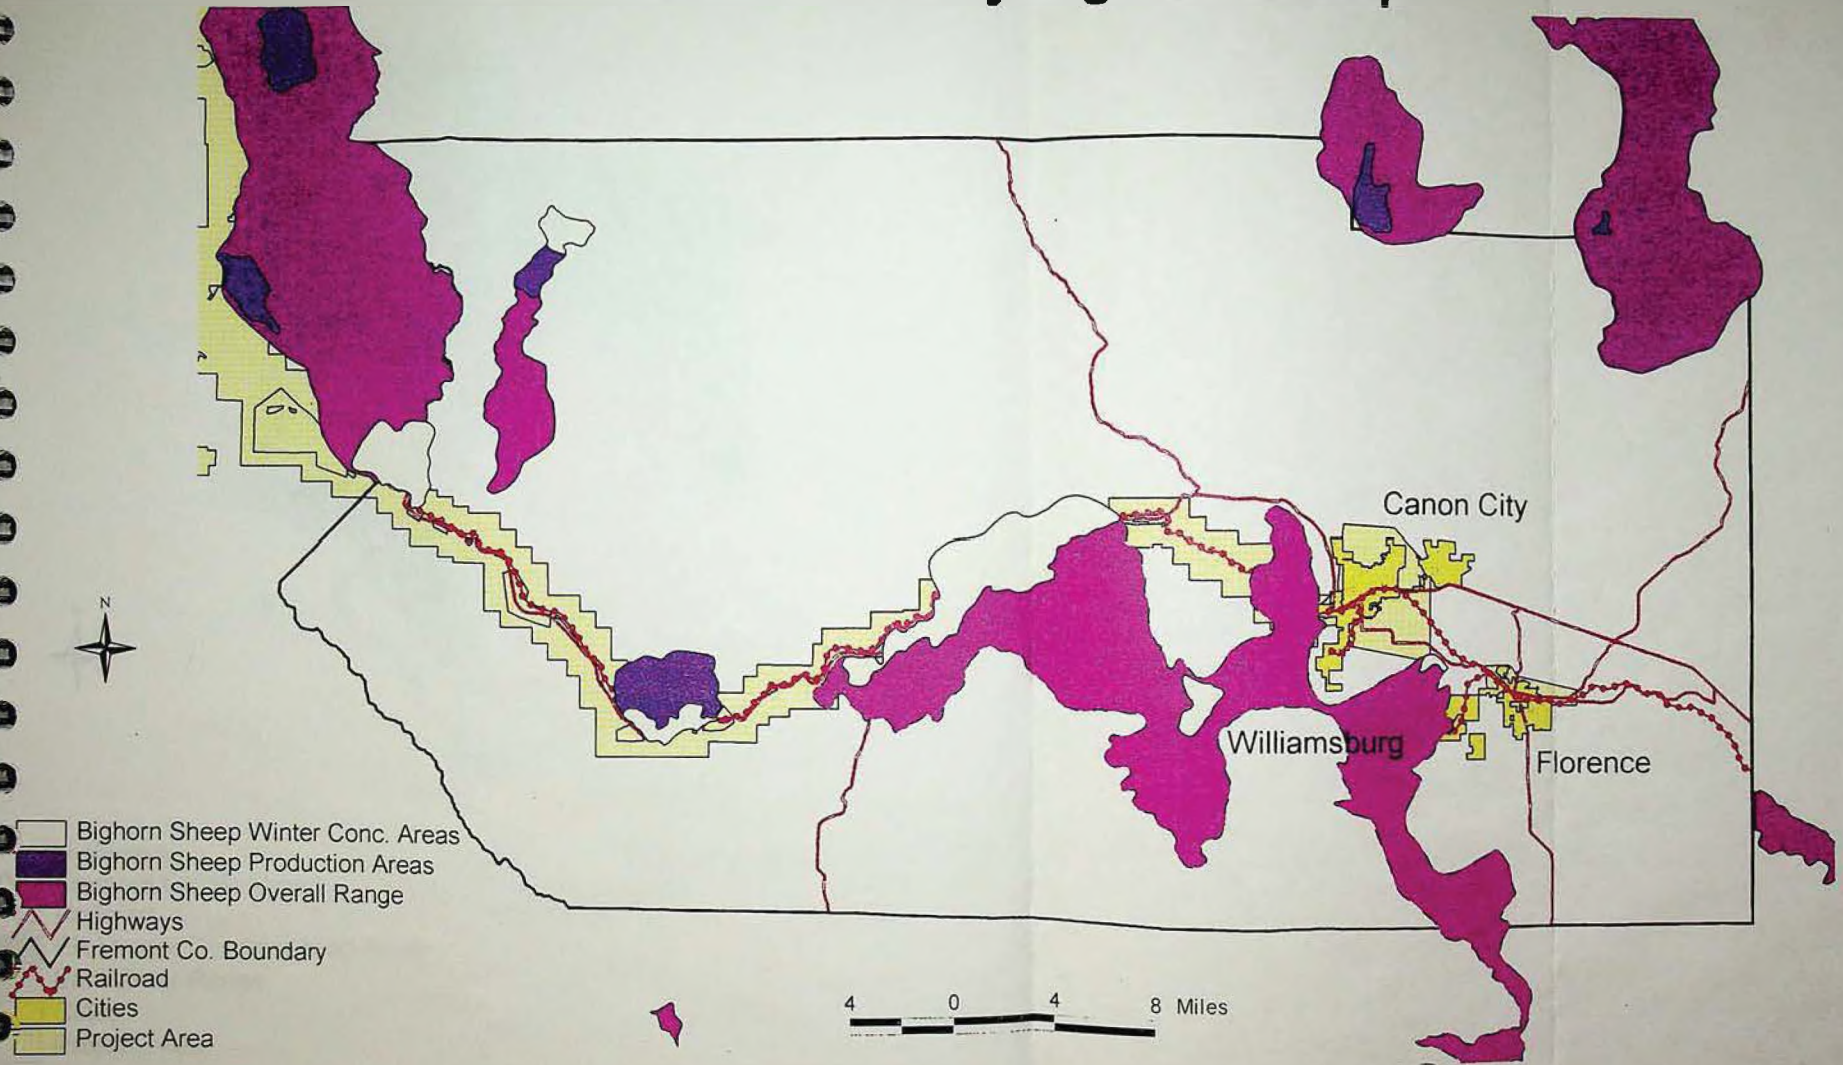 Canon City
N
Williamsburg
Florence
Bighorn Sheep Winter Conc. Areas
Bighorn Sheep Production Areas
Bighorn Sheep Overall Range
Highways
Fremont Co. Boundary
Railroad
Cities
Project Area
4 0 4 8 Miles